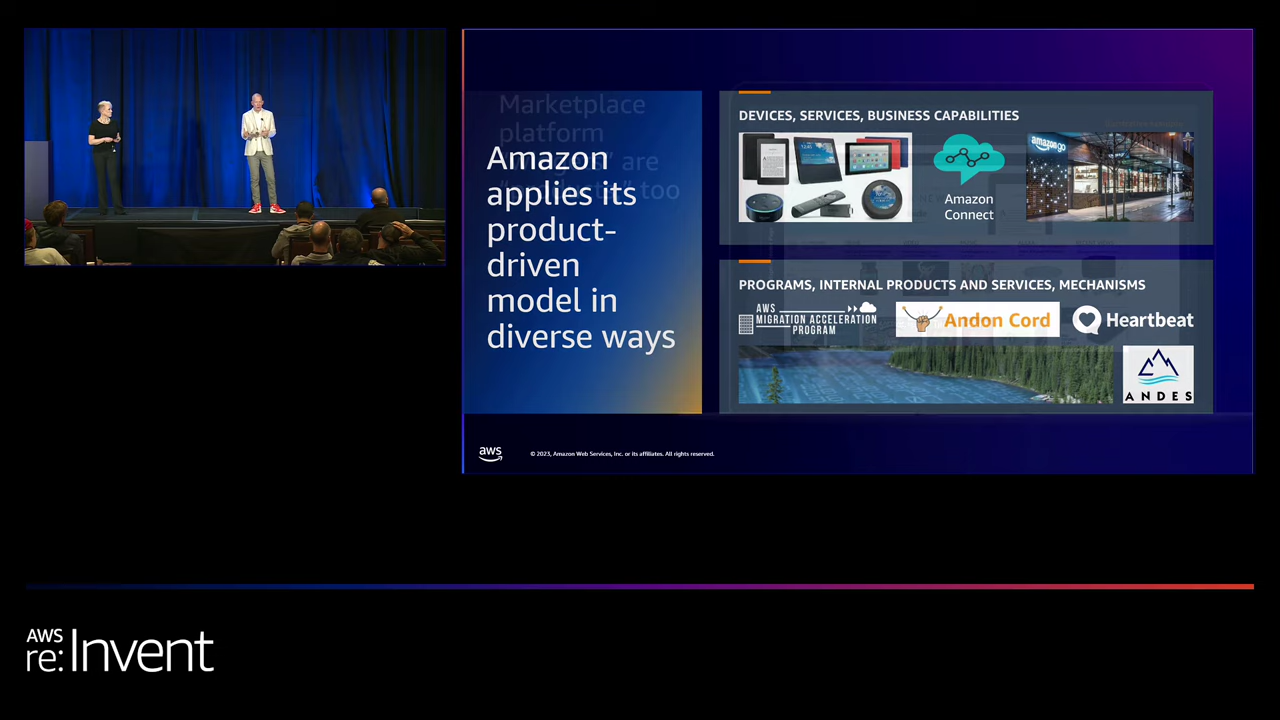 Marketplace
platform
are
too
Amazon
applies its
product-
driven
model in
diverse ways
DEVICES, SERVICES, BUSINESS CAPABILITIES
Amazon
Connect
amazon go
PROGRAMS, INTERNAL PRODUCTS AND SERVICES, MECHANISMS
AWS
MIGRATION ACCELERATION
PROGRAM
Andon Cord
Heartbeat
ANDES
aws
© 2023, Amazon Web Services, Inc. or its affiliates. All rights reserved.
AWS
re:Invent